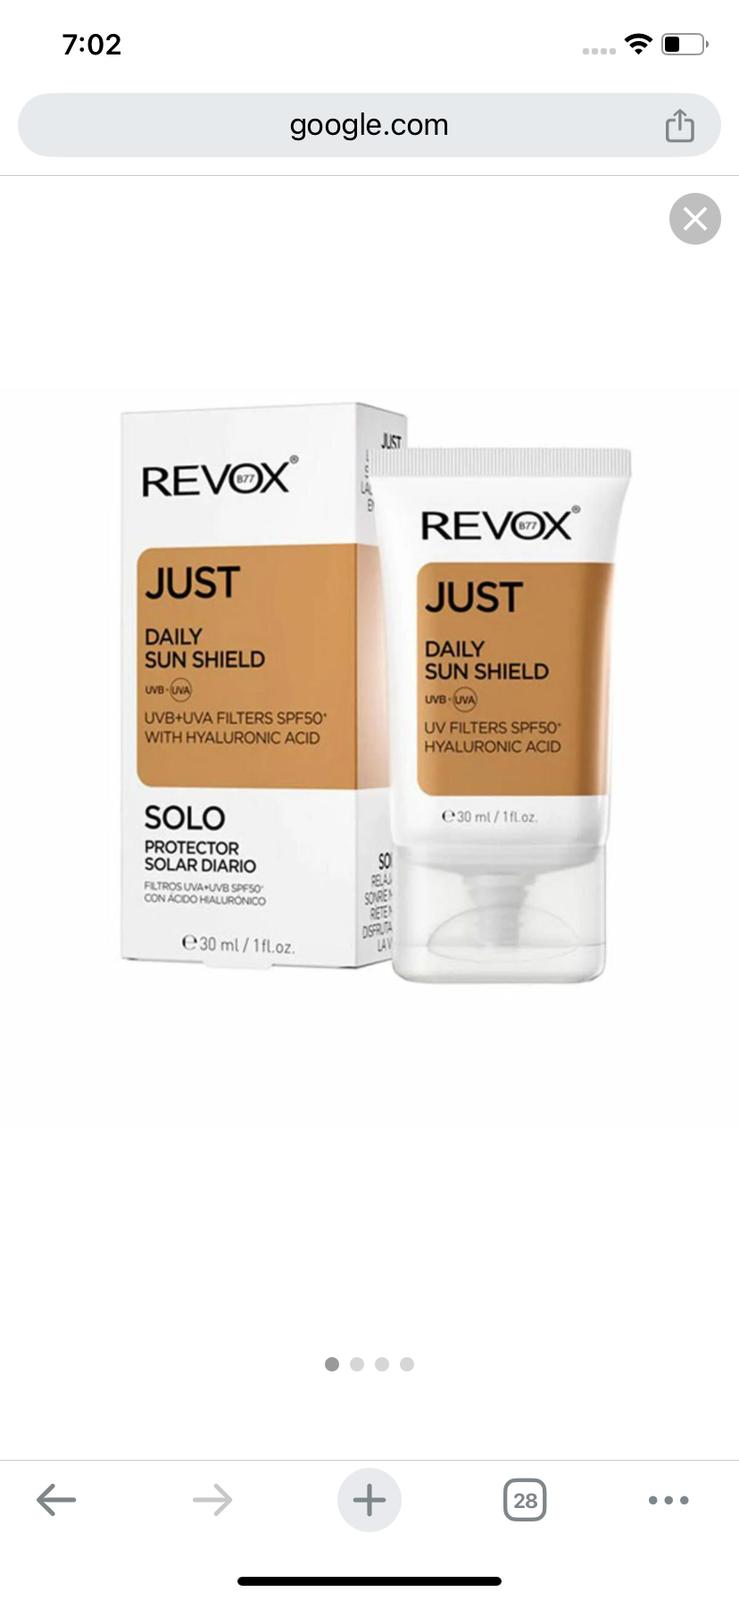 7:02
google.com
REVOX®
B77
JUST
DAILY
SUN SHIELD
UVB - UVA
UVB+UVA FILTERS SPF50+
WITH HYALURONIC ACID
SOLO
PROTECTOR
SOLAR DIARIO
FILTROS UVA+UVB SPF50+
CON ÁCIDO HIALURÓNICO
℮ 30 ml / 1fl.oz.
JUST
REVOX®
B77
JUST
DAILY
SUN SHIELD
UVB - UVA
UV FILTERS SPF50+
HYALURONIC ACID
℮ 30 ml / 1fl.oz.
28